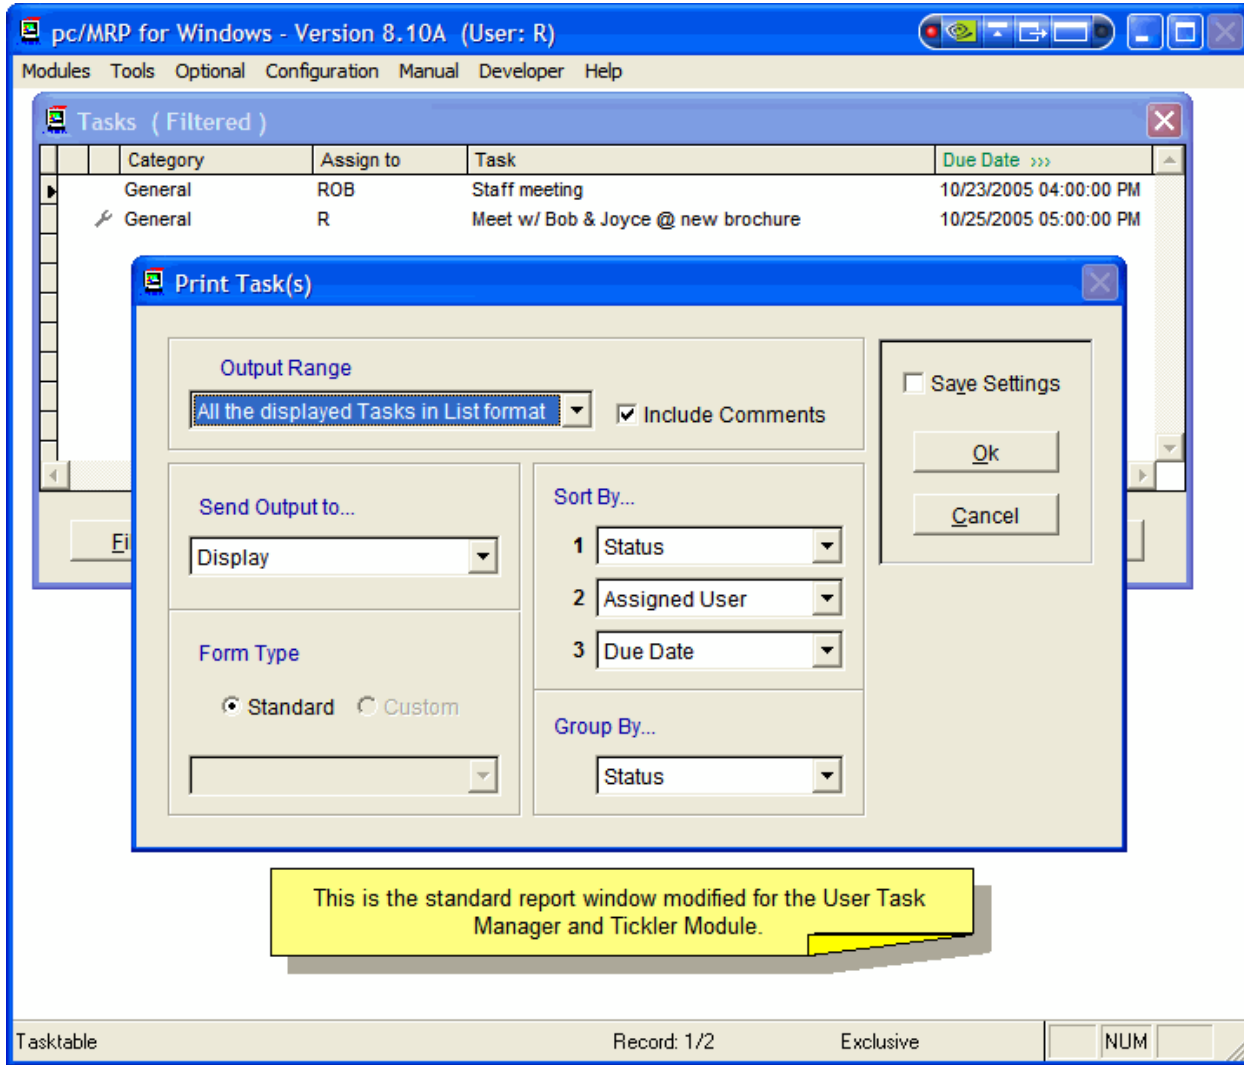 pc/MRP for Windows - Version 8.10A (User: R)
Modules Tools Optional Configuration Manual Developer Help
Tasks ( Filtered )
Category Assign to Task Due Date >>>
General ROB Staff meeting 10/23/2005 04:00:00 PM
General R Meet w/ Bob & Joyce @ new brochure 10/25/2005 05:00:00 PM
Print Task(s)
Output Range
All the displayed Tasks in List format Include Comments
Save Settings
Ok
Cancel
Send Output to...
Display
Sort By...
1 Status
2 Assigned User
3 Due Date
Form Type
Standard Custom
Group By...
Status
This is the standard report window modified for the User Task
Manager and Tickler Module.
Tasktable Record: 1/2 Exclusive NUM